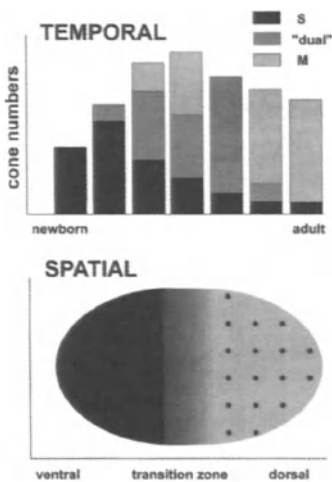 TEMPORAL
S
"dual"
M
cone numbers
newborn
adult
SPATIAL
ventral
transition zone
dorsal